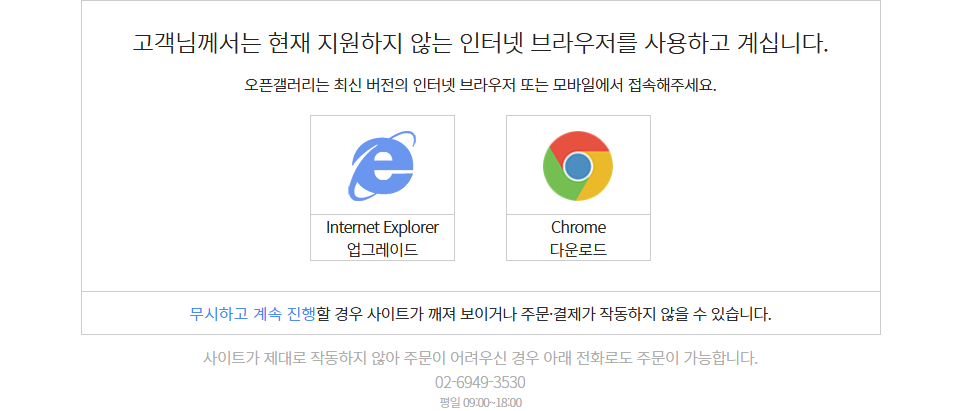 고객님께서는 현재 지원하지 않는 인터넷 브라우저를 사용하고 계십니다.
오픈갤러리는 최신 버전의 인터넷 브라우저 또는 모바일에서 접속해주세요.
Internet Explorer
업그레이드
Chrome
다운로드
무시하고 계속 진행할 경우 사이트가 깨져 보이거나 주문·결제가 작동하지 않을 수 있습니다.
사이트가 제대로 작동하지 않아 주문이 어려우신 경우 아래 전화로도 주문이 가능합니다.
02-6949-3530
평일 09:00~18:00